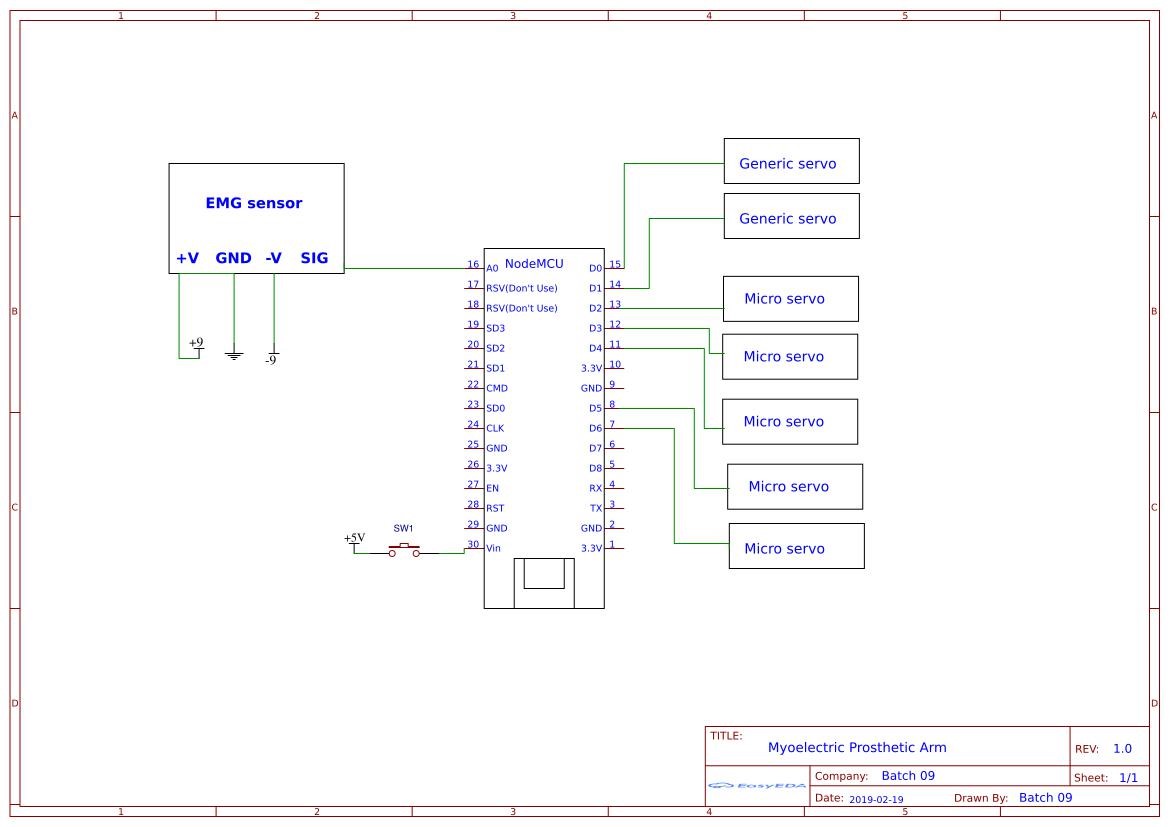 1 2 3 4 5
A A
B B
C C
D D
1 2 3 4 5
EMG sensor
+V GND -V SIG
+9
-9
NodeMCU
16 A0
17 RSV(Don't Use)
18 RSV(Don't Use)
19 SD3
20 SD2
21 SD1
22 CMD
23 SD0
24 CLK
25 GND
26 3.3V
27 EN
28 RST
29 GND
30 Vin
D0 15
D1 14
D2 13
D3 12
D4 11
3.3V 10
GND 9
D5 8
D6 7
D7 6
D8 5
RX 4
TX 3
GND 2
3.3V 1
SW1
+5V
Generic servo
Generic servo
Micro servo
Micro servo
Micro servo
Micro servo
Micro servo
TITLE:
Myoelectric Prosthetic Arm
REV: 1.0
EasyEDA
Company: Batch 09
Sheet: 1/1
Date: 2019-02-19
Drawn By: Batch 09